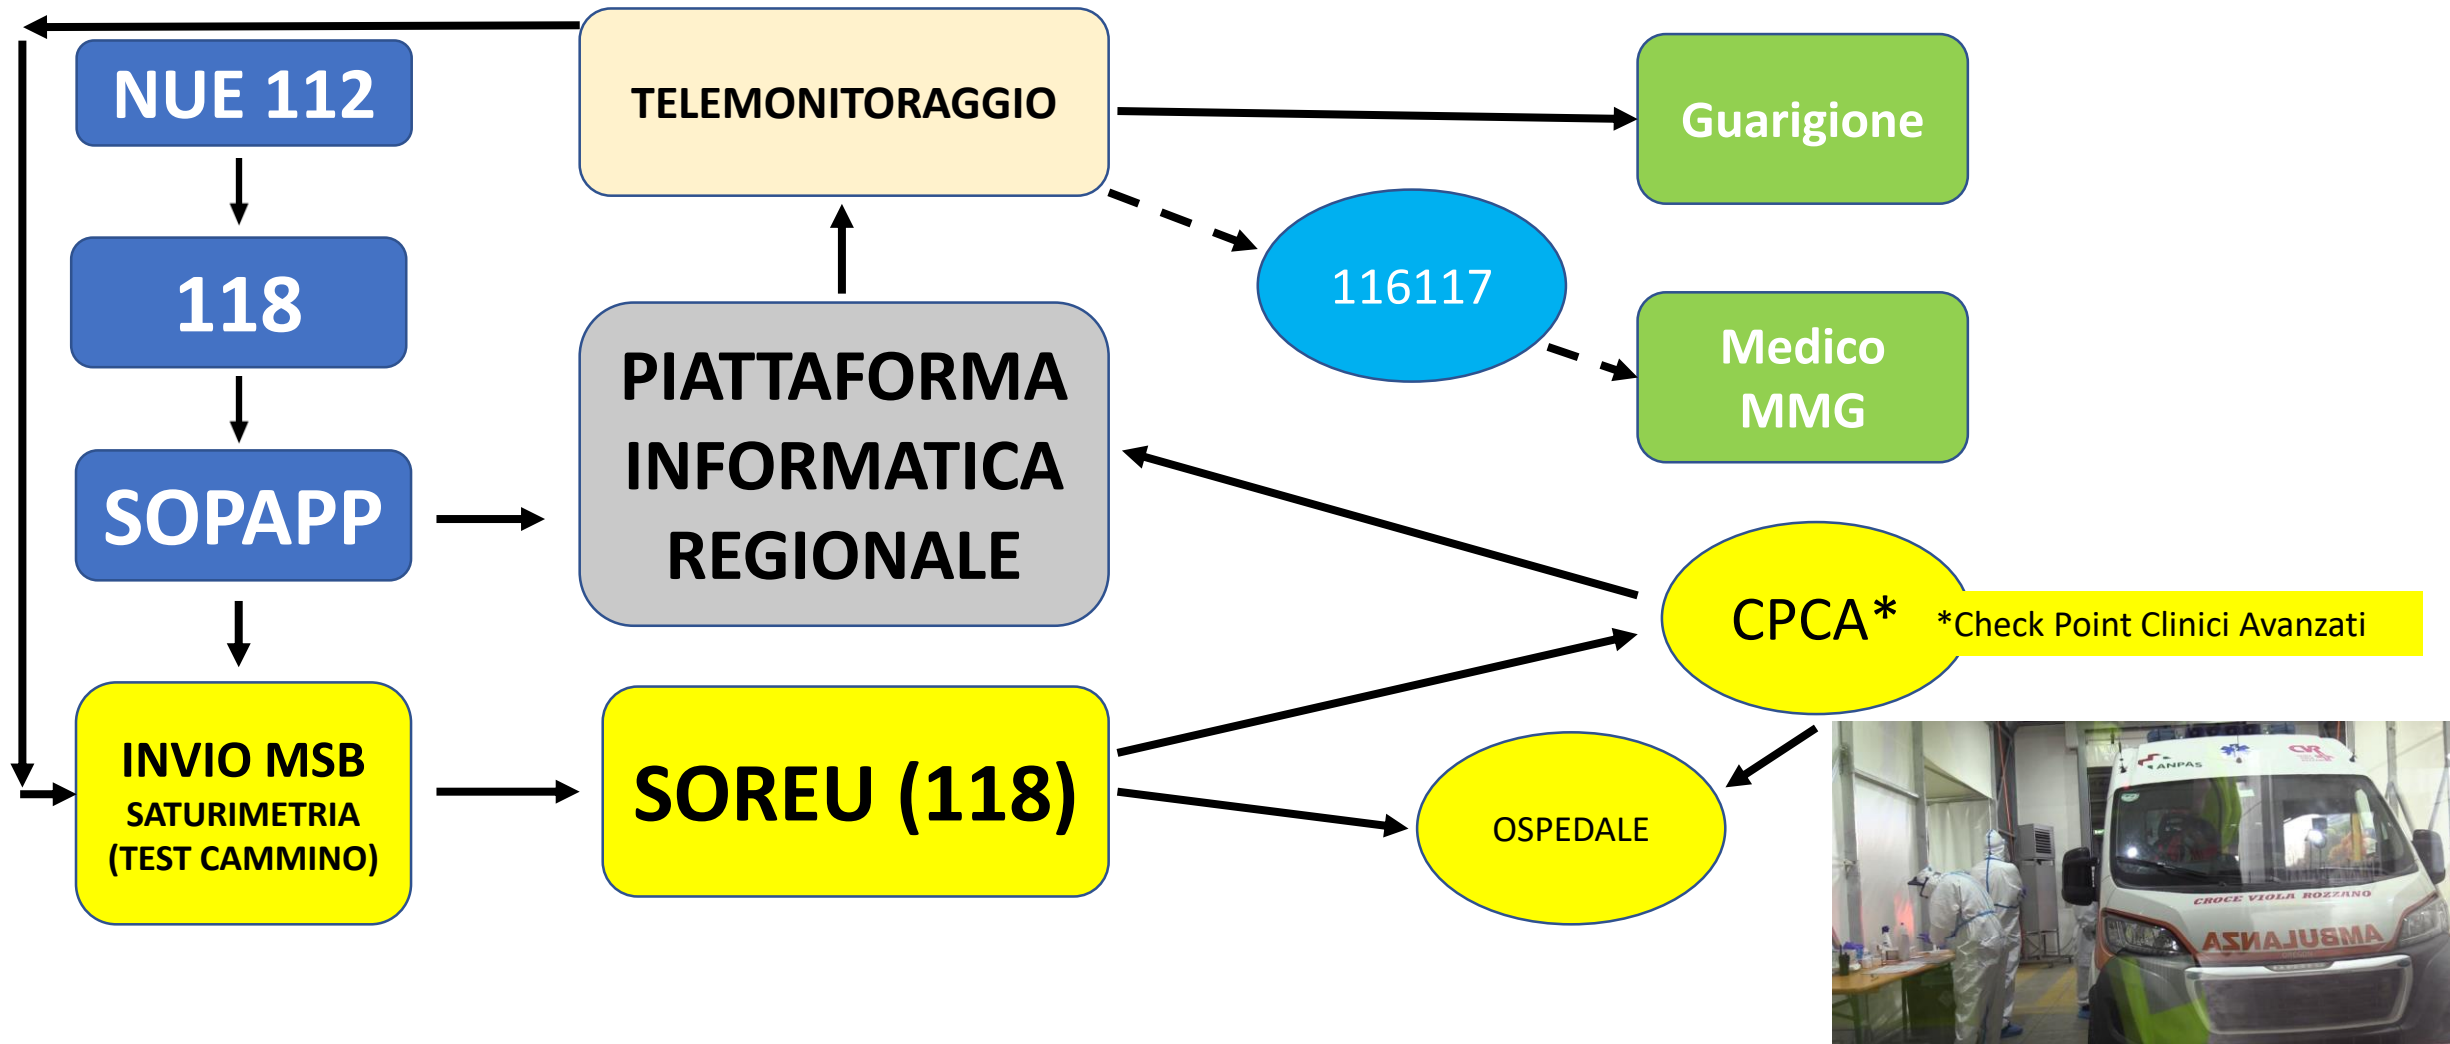 NUE 112
118
SOPAPP
INVIO MSB
SATURIMETRIA
(TEST CAMMINO)
TELEMONITORAGGIO
PIATTAFORMA
INFORMATICA
REGIONALE
SOREU (118)
Guarigione
116117
Medico
MMG
CPCA*
*Check Point Clinici Avanzati
OSPEDALE
ANPAS
CVR
CROCE VIOLA ROZZANO
AMBULANZA